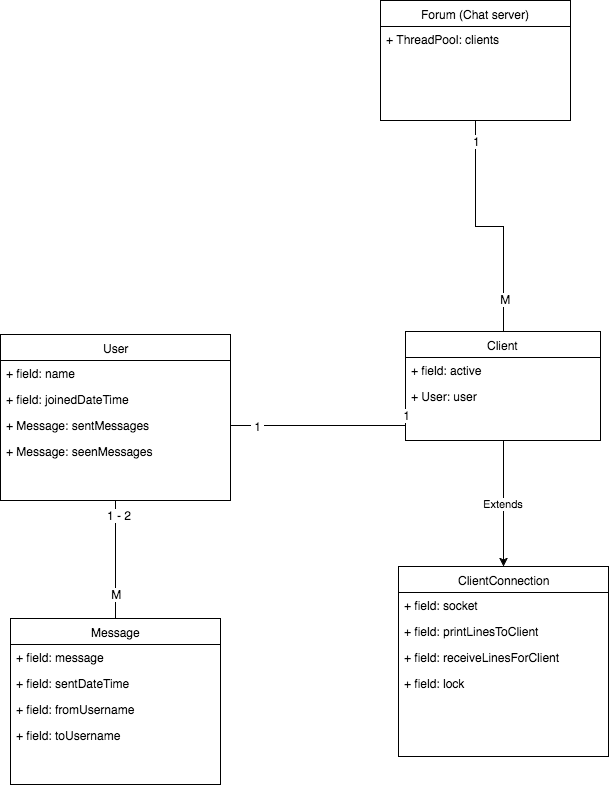 Forum (Chat server)
+ ThreadPool: clients
1
M
User
+ field: name
+ field: joinedDateTime
+ Message: sentMessages
+ Message: seenMessages
1
1
Client
+ field: active
+ User: user
Extends
1 - 2
M
ClientConnection
+ field: socket
+ field: printLinesToClient
+ field: receiveLinesForClient
+ field: lock
Message
+ field: message
+ field: sentDateTime
+ field: fromUsername
+ field: toUsername